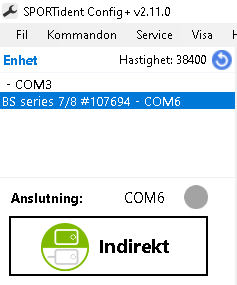 SPORTident Config+ v2.11.0
Fil Kommandon Service Visa H
Enhet Hastighet: 38400
- COM3
BS series 7/8 #107694 - COM6
Anslutning: COM6
Indirekt